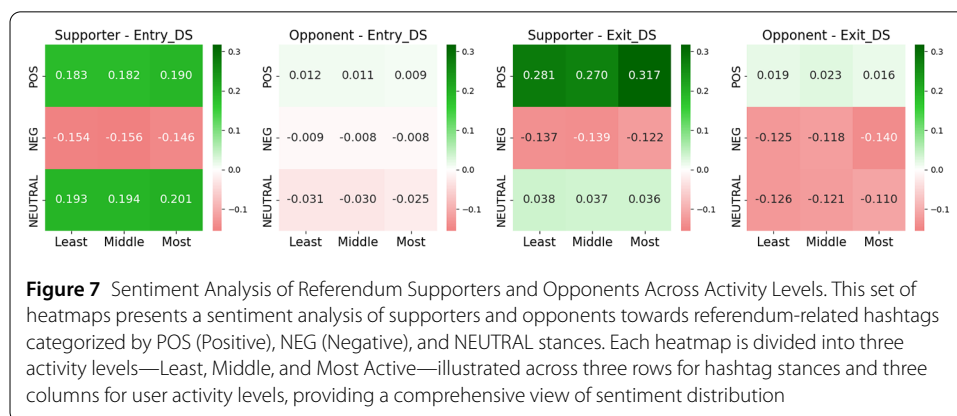 Supporter - Entry_DS
Opponent - Entry_DS
Supporter - Exit_DS
Opponent - Exit_DS
POS 0.183 0.182 0.190
NEG -0.154 -0.156 -0.146
NEUTRAL 0.193 0.194 0.201
Least Middle Most
0.3
0.2
0.1
0.0
−0.1
POS 0.012 0.011 0.009
NEG -0.009 -0.008 -0.008
NEUTRAL -0.031 -0.030 -0.025
Least Middle Most
0.3
0.2
0.1
0.0
−0.1
POS 0.281 0.270 0.317
NEG -0.137 -0.139 -0.122
NEUTRAL 0.038 0.037 0.036
Least Middle Most
0.3
0.2
0.1
0.0
−0.1
POS 0.019 0.023 0.016
NEG -0.125 -0.118 -0.140
NEUTRAL -0.126 -0.121 -0.110
Least Middle Most
0.3
0.2
0.1
0.0
−0.1
Figure 7 Sentiment Analysis of Referendum Supporters and Opponents Across Activity Levels. This set of
heatmaps presents a sentiment analysis of supporters and opponents towards referendum-related hashtags
categorized by POS (Positive), NEG (Negative), and NEUTRAL stances. Each heatmap is divided into three
activity levels—Least, Middle, and Most Active—illustrated across three rows for hashtag stances and three
columns for user activity levels, providing a comprehensive view of sentiment distribution